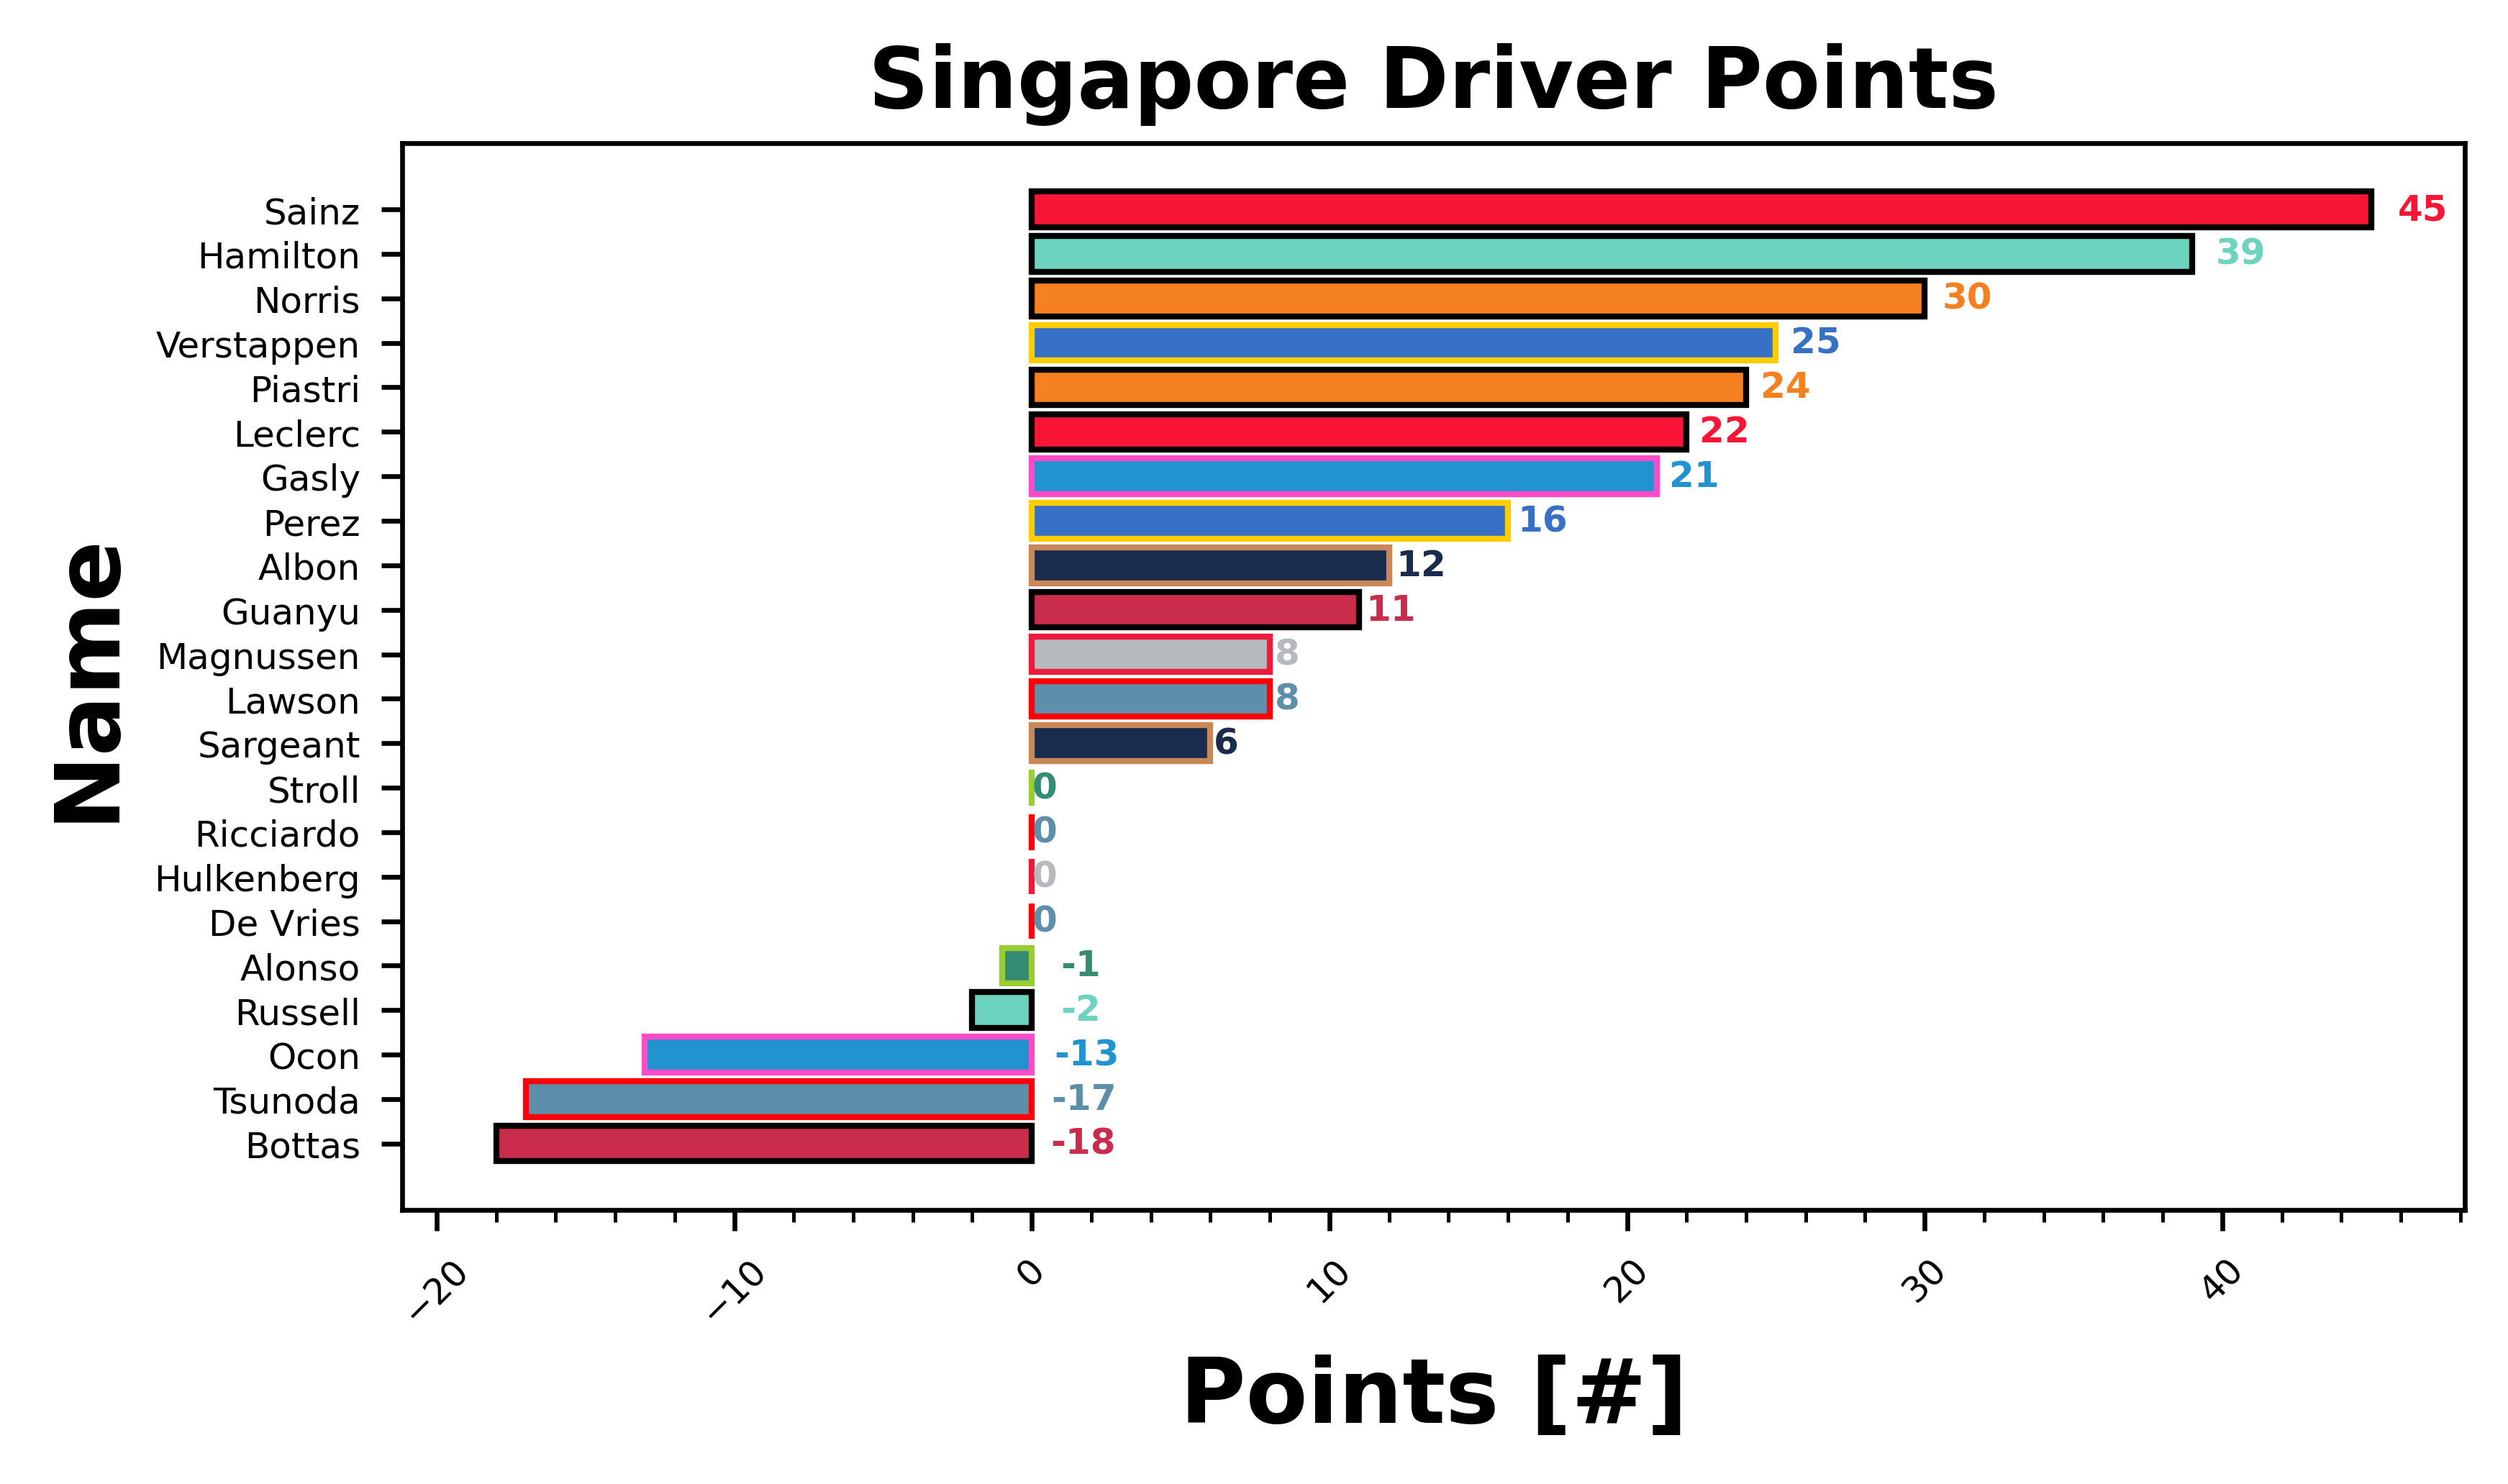 Singapore Driver Points
Name
Sainz 45
Hamilton 39
Norris 30
Verstappen 25
Piastri 24
Leclerc 22
Gasly 21
Perez 16
Albon 12
Guanyu 11
Magnussen 8
Lawson 8
Sargeant 6
Stroll 0
Ricciardo 0
Hulkenberg 0
De Vries 0
Alonso -1
Russell -2
Ocon -13
Tsunoda -17
Bottas -18
−20 −10 0 10 20 30 40
Points [#]